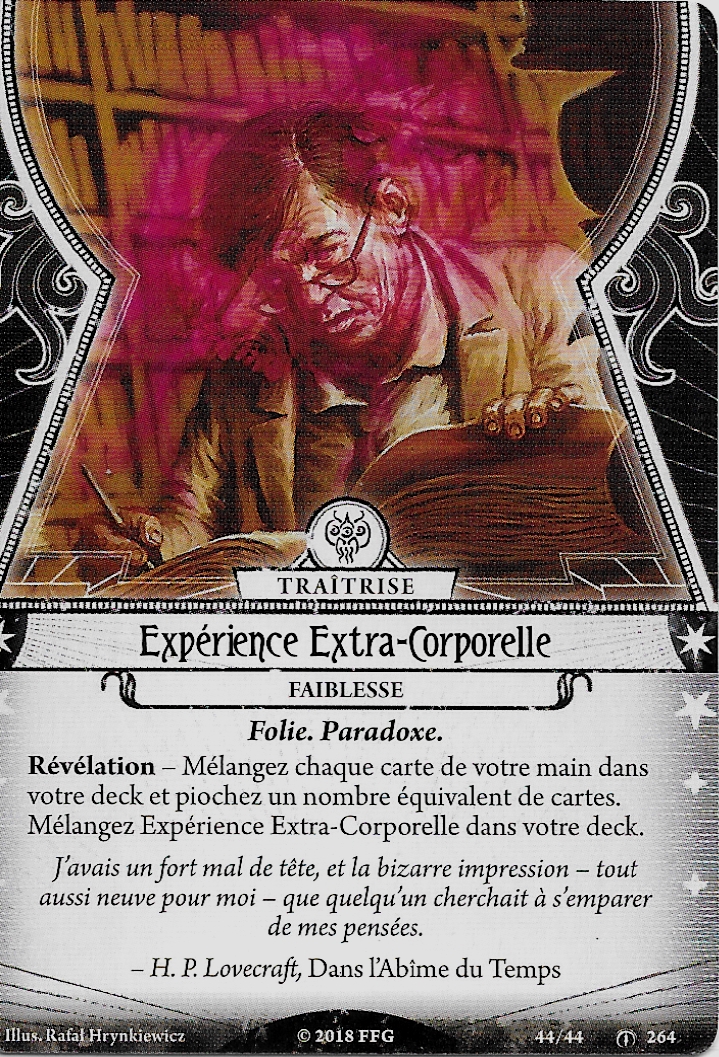 TRAÎTRISE
Expérience Extra-Corporelle
FAIBLESSE
Folie. Paradoxe.
Révélation – Mélangez chaque carte de votre main dans
votre deck et piochez un nombre équivalent de cartes.
Mélangez Expérience Extra-Corporelle dans votre deck.
J'avais un fort mal de tête, et la bizarre impression – tout
aussi neuve pour moi – que quelqu'un cherchait à s'emparer
de mes pensées.
– H. P. Lovecraft, Dans l'Abîme du Temps
Illus. Rafał Hrynkiewicz © 2018 FFG 44/44 264